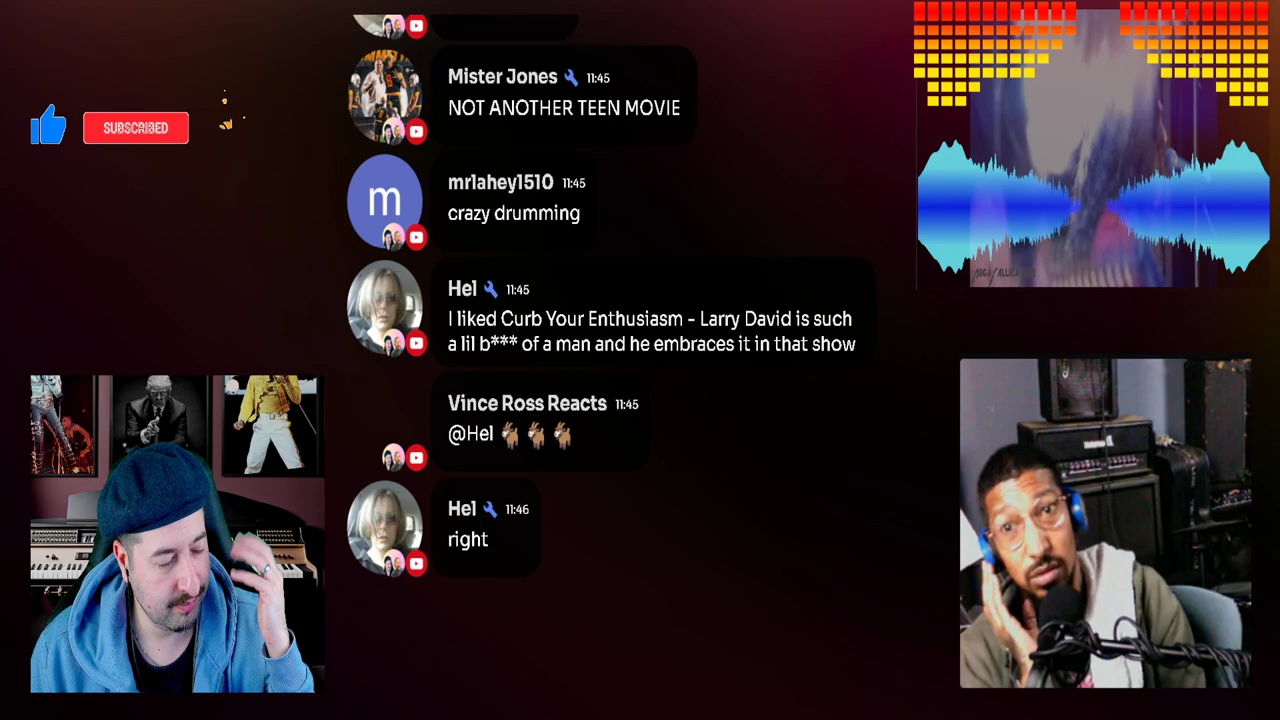 Mister Jones 11:45
NOT ANOTHER TEEN MOVIE
SUBSCRIBED
m
mrlahey1510 11:45
crazy drumming
Hel 11:45
I liked Curb Your Enthusiasm - Larry David is such
a lil b*** of a man and he embraces it in that show
Vince Ross Reacts 11:45
@Hel 🐐 🐐 🐐
Hel 11:46
right